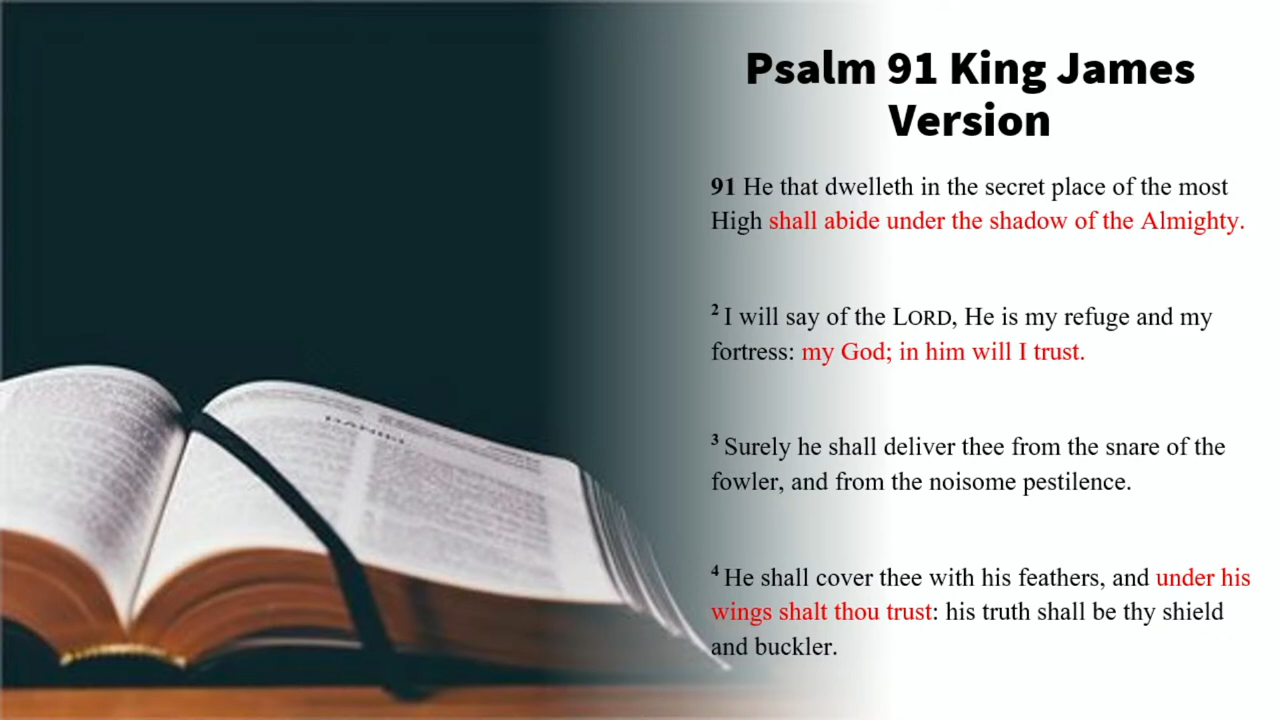 Psalm 91 King James
Version
91 He that dwelleth in the secret place of the most
High shall abide under the shadow of the Almighty.
2 I will say of the LORD, He is my refuge and my
fortress: my God; in him will I trust.
3 Surely he shall deliver thee from the snare of the
fowler, and from the noisome pestilence.
4 He shall cover thee with his feathers, and under his
wings shalt thou trust: his truth shall be thy shield
and buckler.
DANIEL